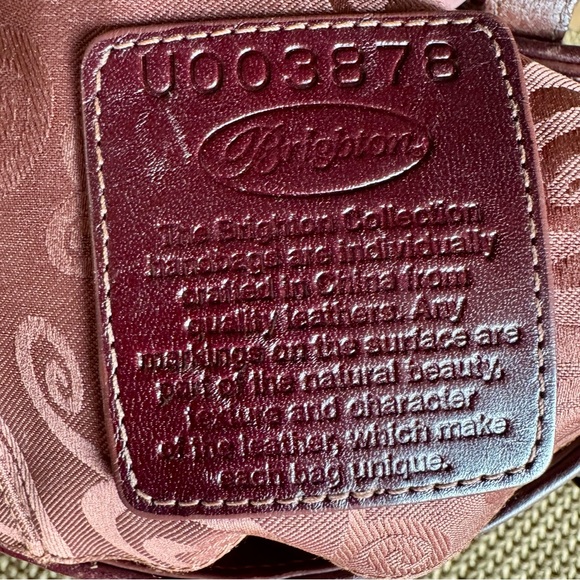 U003878
Brighton
The Brighton Collection
handbags are individually
crafted in China from
quality leathers. Any
markings on the surface are
part of the natural beauty,
texture and character
of the leather, which make
each bag unique.